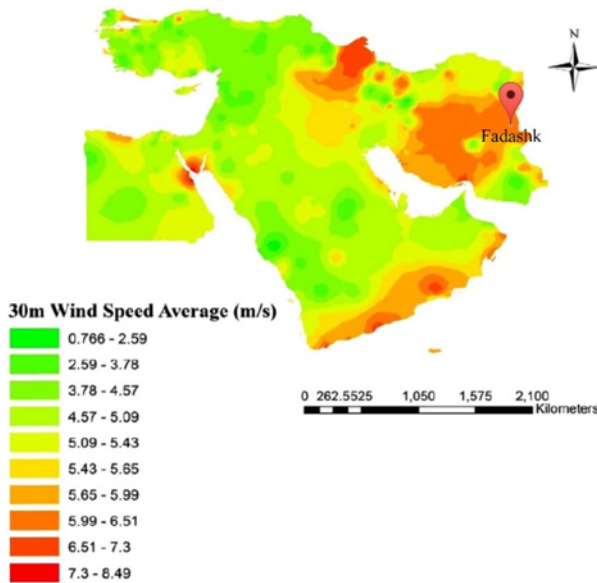 N
Fadashk
30m Wind Speed Average (m/s)
0.766 - 2.59
2.59 - 3.78
3.78 - 4.57
4.57 - 5.09
5.09 - 5.43
5.43 - 5.65
5.65 - 5.99
5.99 - 6.51
6.51 - 7.3
7.3 - 8.49
0 262.5525 1,050 1,575 2,100
Kilometers